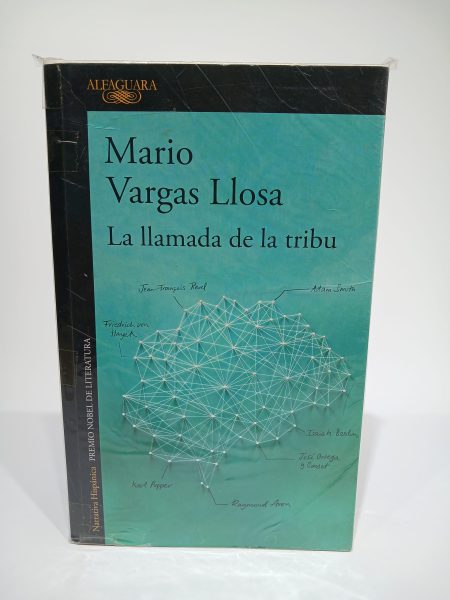 ALFAGUARA
Mario
Vargas Llosa
La llamada de la tribu
Jean-François Revel
Adam Smith
Friedrich von
Hayek
Isaiah Berlin
José Ortega
y Gasset
Karl Popper
Raymond Aron
Narrativa Hispánica PREMIO NOBEL DE LITERATURA